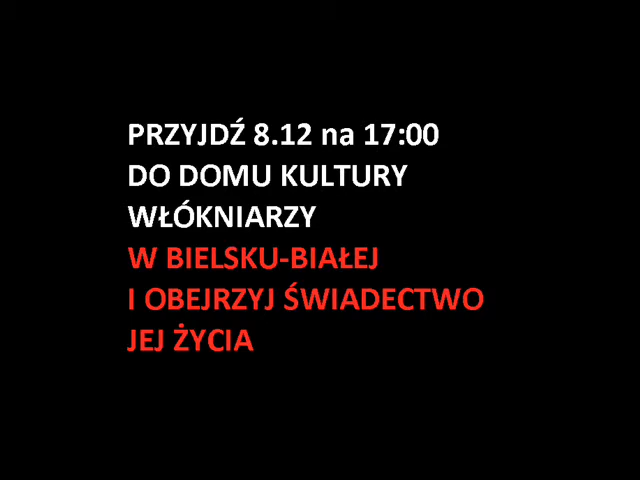 PRZYJDŹ 8.12 na 17:00
DO DOMU KULTURY
WŁÓKNIARZY
W BIELSKU-BIAŁEJ
I OBEJRZYJ ŚWIADECTWO
JEJ ŻYCIA